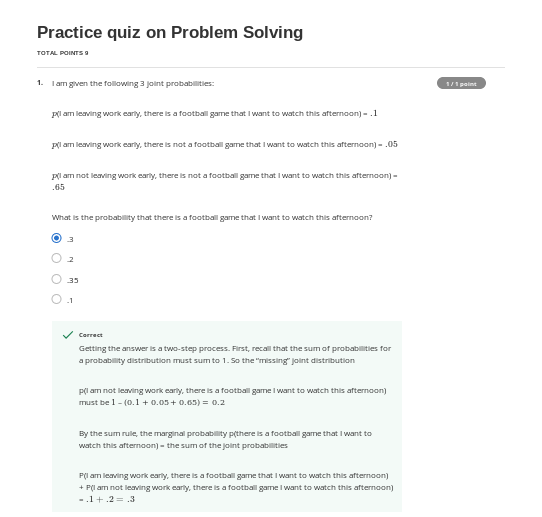 Practice quiz on Problem Solving
TOTAL POINTS 9
1. I am given the following 3 joint probabilities:
1 / 1 point
p(I am leaving work early, there is a football game that I want to watch this afternoon) = .1
p(I am leaving work early, there is not a football game that I want to watch this afternoon) = .05
p(I am not leaving work early, there is not a football game that I want to watch this afternoon) =
.65
What is the probability that there is a football game that I want to watch this afternoon?
.3
.2
.35
.1
Correct
Getting the answer is a two-step process. First, recall that the sum of probabilities for
a probability distribution must sum to 1. So the “missing” joint distribution
p(I am not leaving work early, there is a football game I want to watch this afternoon)
must be 1 – (0.1 + 0.05 + 0.65) = 0.2
By the sum rule, the marginal probability p(there is a football game that I want to
watch this afternoon) = the sum of the joint probabilities
P(I am leaving work early, there is a football game that I want to watch this afternoon)
+ P(I am not leaving work early, there is a football game that I want to watch this afternoon)
= .1 + .2 = .3